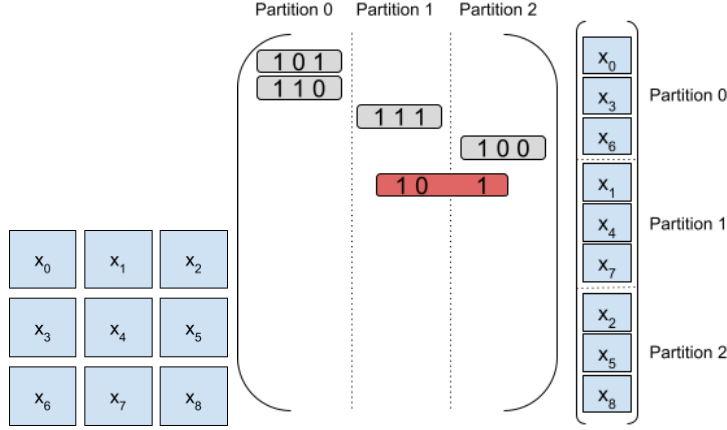 Partition 0 Partition 1 Partition 2
1 0 1
1 1 0
1 1 1
1 0 0
1 0 1
x0 x1 x2
x3 x4 x5
x6 x7 x8
x0
x3
x6
Partition 0
x1
x4
x7
Partition 1
x2
x5
x8
Partition 2